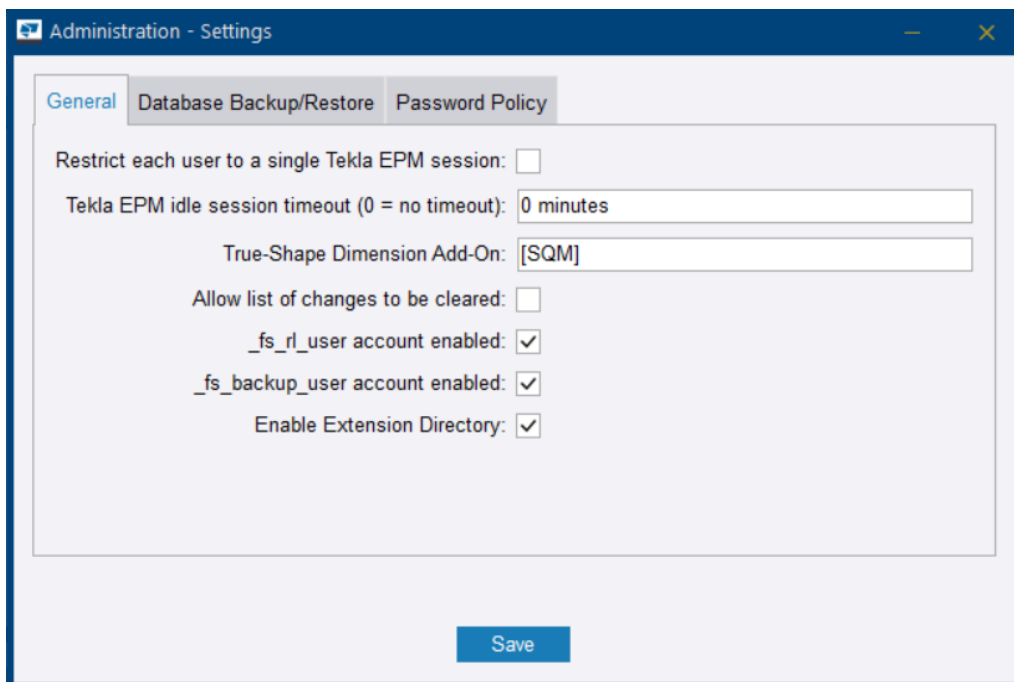 Administration - Settings
General Database Backup/Restore Password Policy
Restrict each user to a single Tekla EPM session:
Tekla EPM idle session timeout (0 = no timeout): 0 minutes
True-Shape Dimension Add-On: [SQM]
Allow list of changes to be cleared:
_fs_rl_user account enabled:
_fs_backup_user account enabled:
Enable Extension Directory:
Save